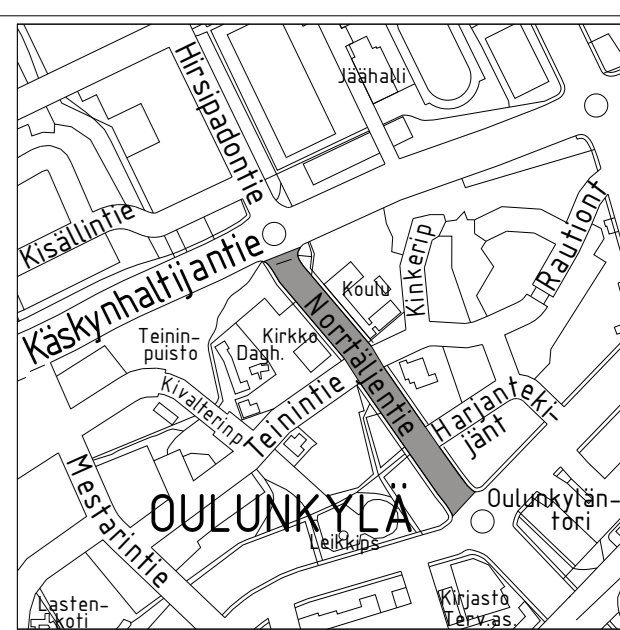 Hirsipadontie
Jäähalli
Kisällintie
Käskynhaltijantie
Rautiont
Kinkerip
Koulu
Norrtäljentie
Teinin-
puisto
Kirkko
Dagh.
Kivalterinp
Teinintie
Harjanteki-
jänt
Mestarintie
OULUNKYLÄ
Oulunkylän-
tori
Leikkips
Lasten-
koti
Kirjasto
Terv.as.